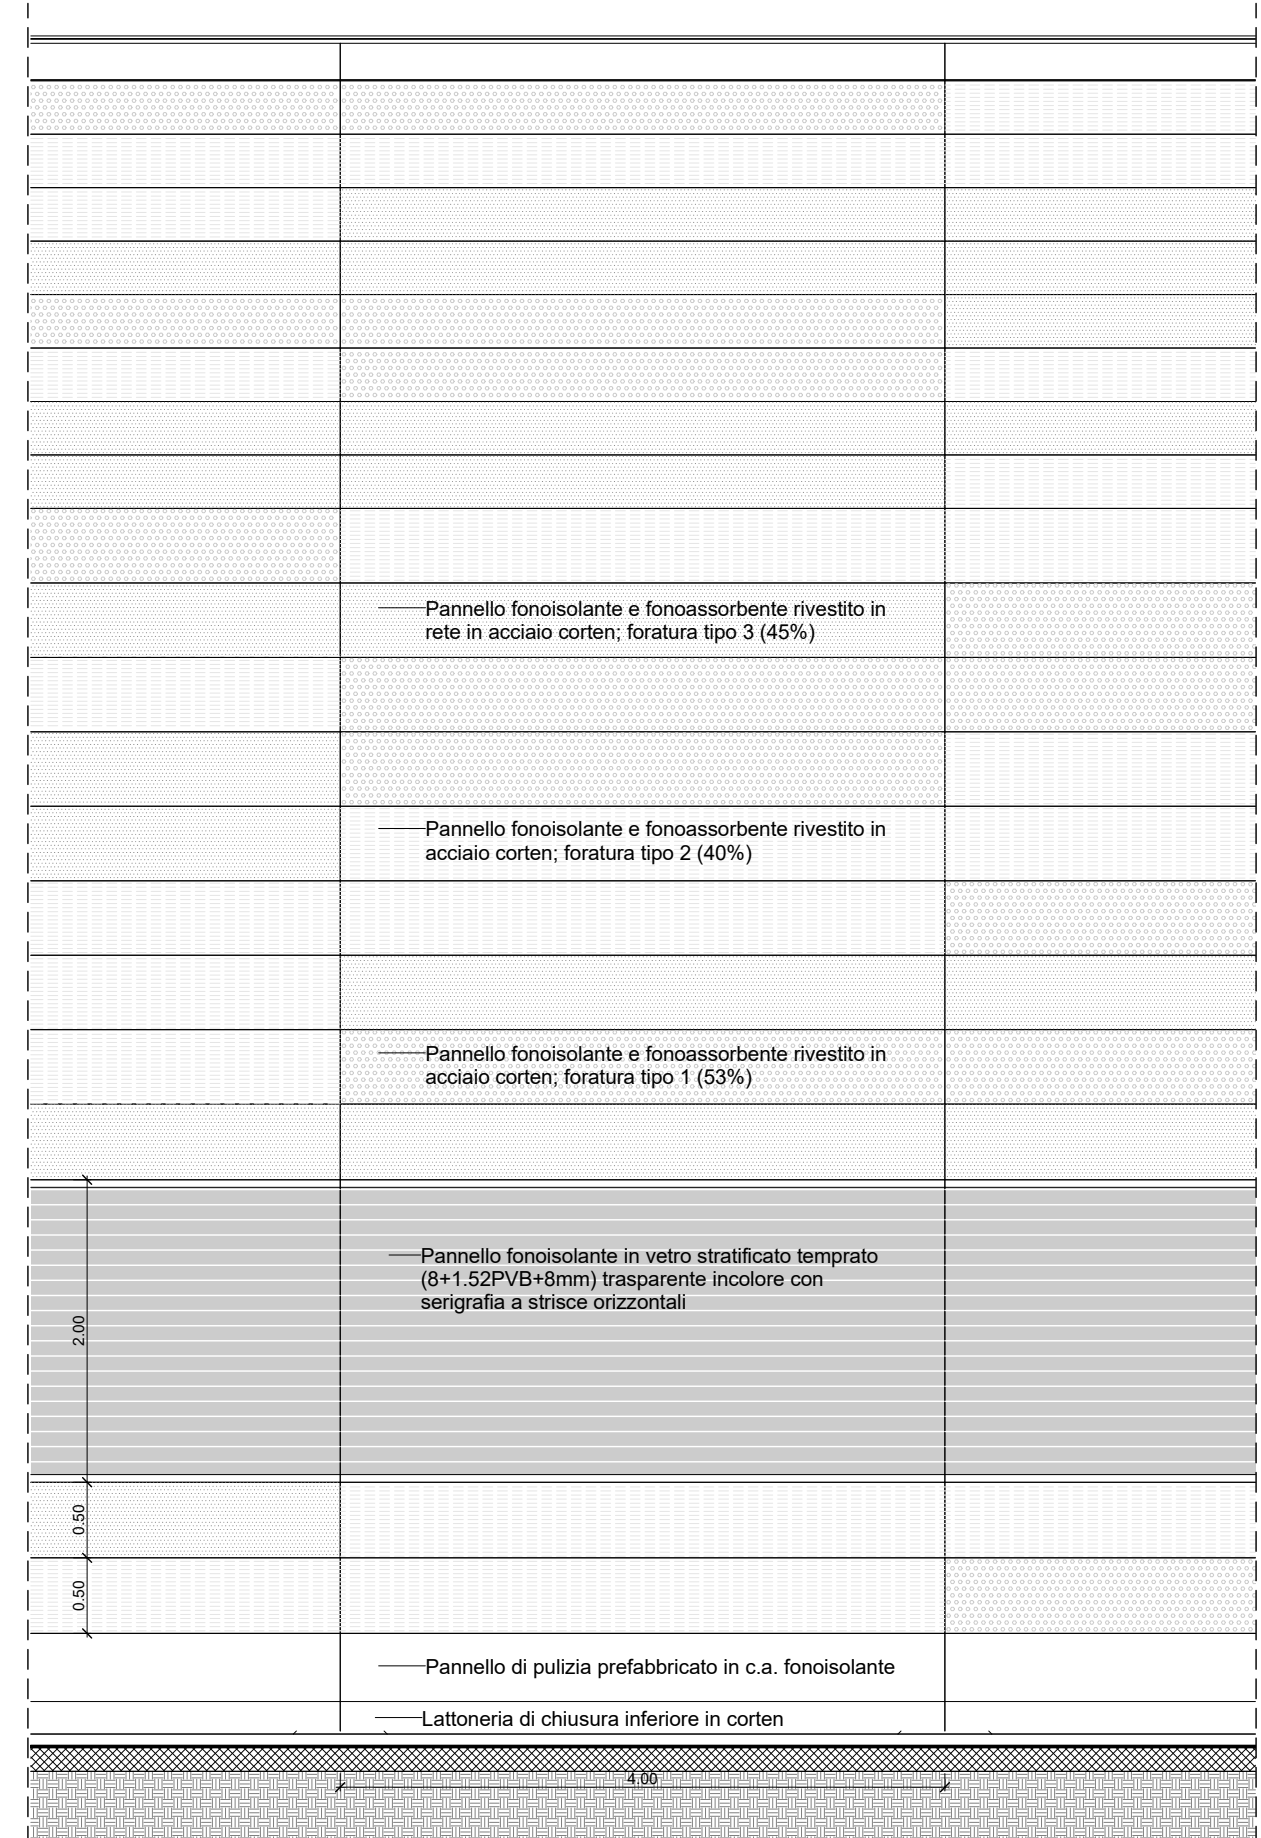 Pannello fonoisolante e fonoassorbente rivestito in
rete in acciaio corten; foratura tipo 3 (45%)
Pannello fonoisolante e fonoassorbente rivestito in
acciaio corten; foratura tipo 2 (40%)
Pannello fonoisolante e fonoassorbente rivestito in
acciaio corten; foratura tipo 1 (53%)
Pannello fonoisolante in vetro stratificato temprato
(8+1.52PVB+8mm) trasparente incolore con
serigrafia a strisce orizzontali
2.00
0.50
0.50
Pannello di pulizia prefabbricato in c.a. fonoisolante
Lattoneria di chiusura inferiore in corten
4.00